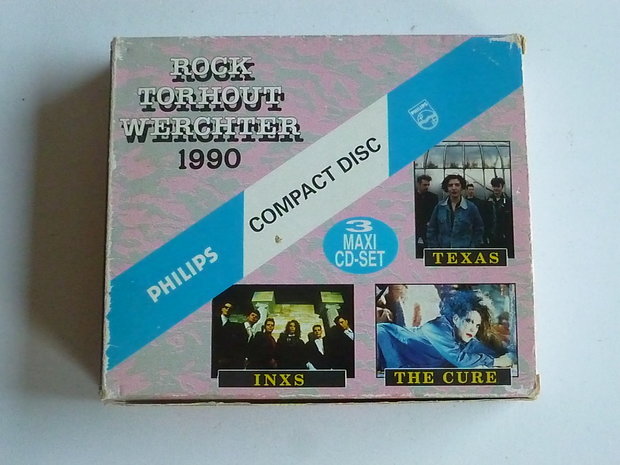 ROCK
TORHOUT
WERCHTER
1990
PHILIPS
COMPACT DISC
PHILIPS
3
MAXI
CD-SET
TEXAS
INXS
THE CURE